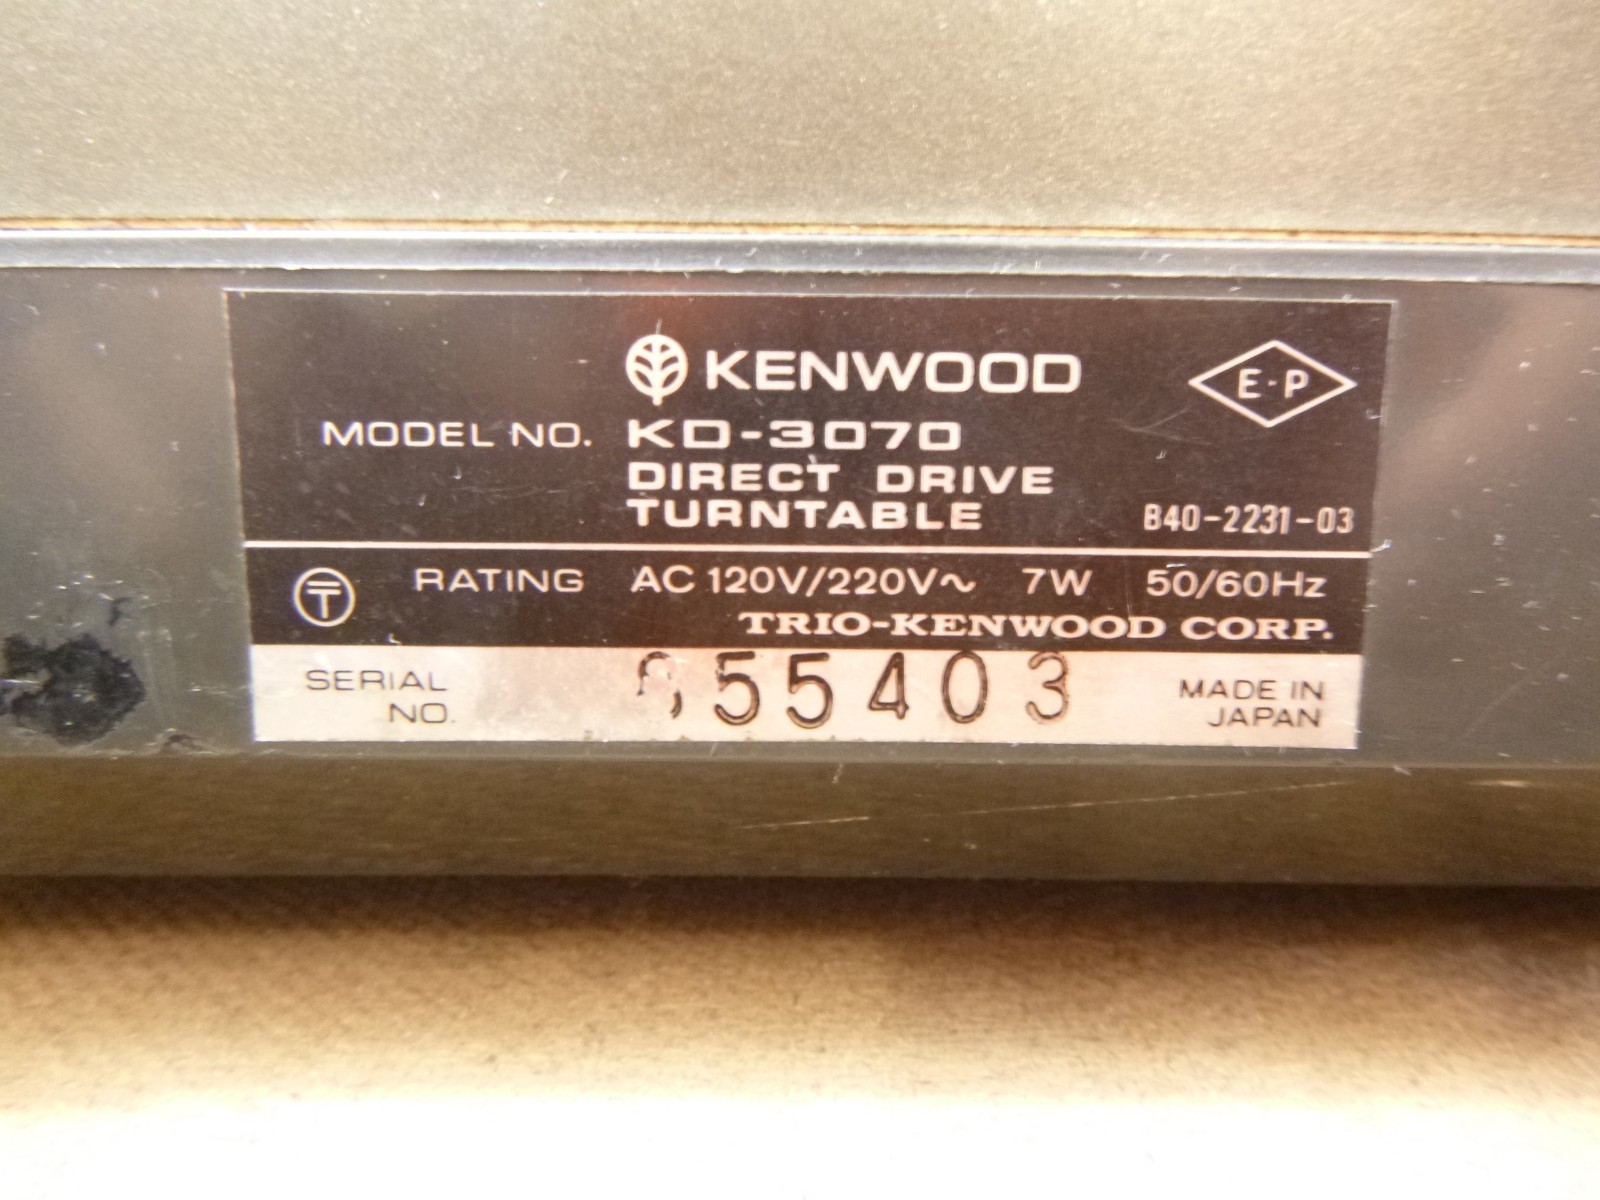 KENWOOD
E-P
MODEL NO. KD-3070
DIRECT DRIVE
TURNTABLE
B40-2231-03
T RATING AC 120V/220V~ 7W 50/60Hz
TRIO-KENWOOD CORP.
SERIAL
NO.
MADE IN
JAPAN